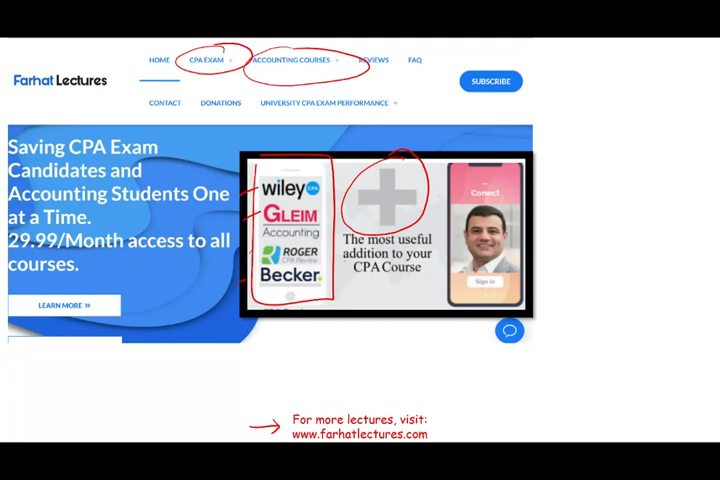 HOME CPA EXAM + ACCOUNTING COURSES + REVIEWS FAQ
Farhat Lectures
SUBSCRIBE
CONTACT DONATIONS UNIVERSITY CPA EXAM PERFORMANCE +
Saving CPA Exam
Candidates and
Accounting Students One
at a Time.
29.99/Month access to all
courses.
LEARN MORE »
wiley CPA
GLEIM
Accounting
ROGER
CPA Review
Becker
The most useful
addition to your
CPA Course
Conect
Sign in
For more lectures, visit:
www.farhatlectures.com